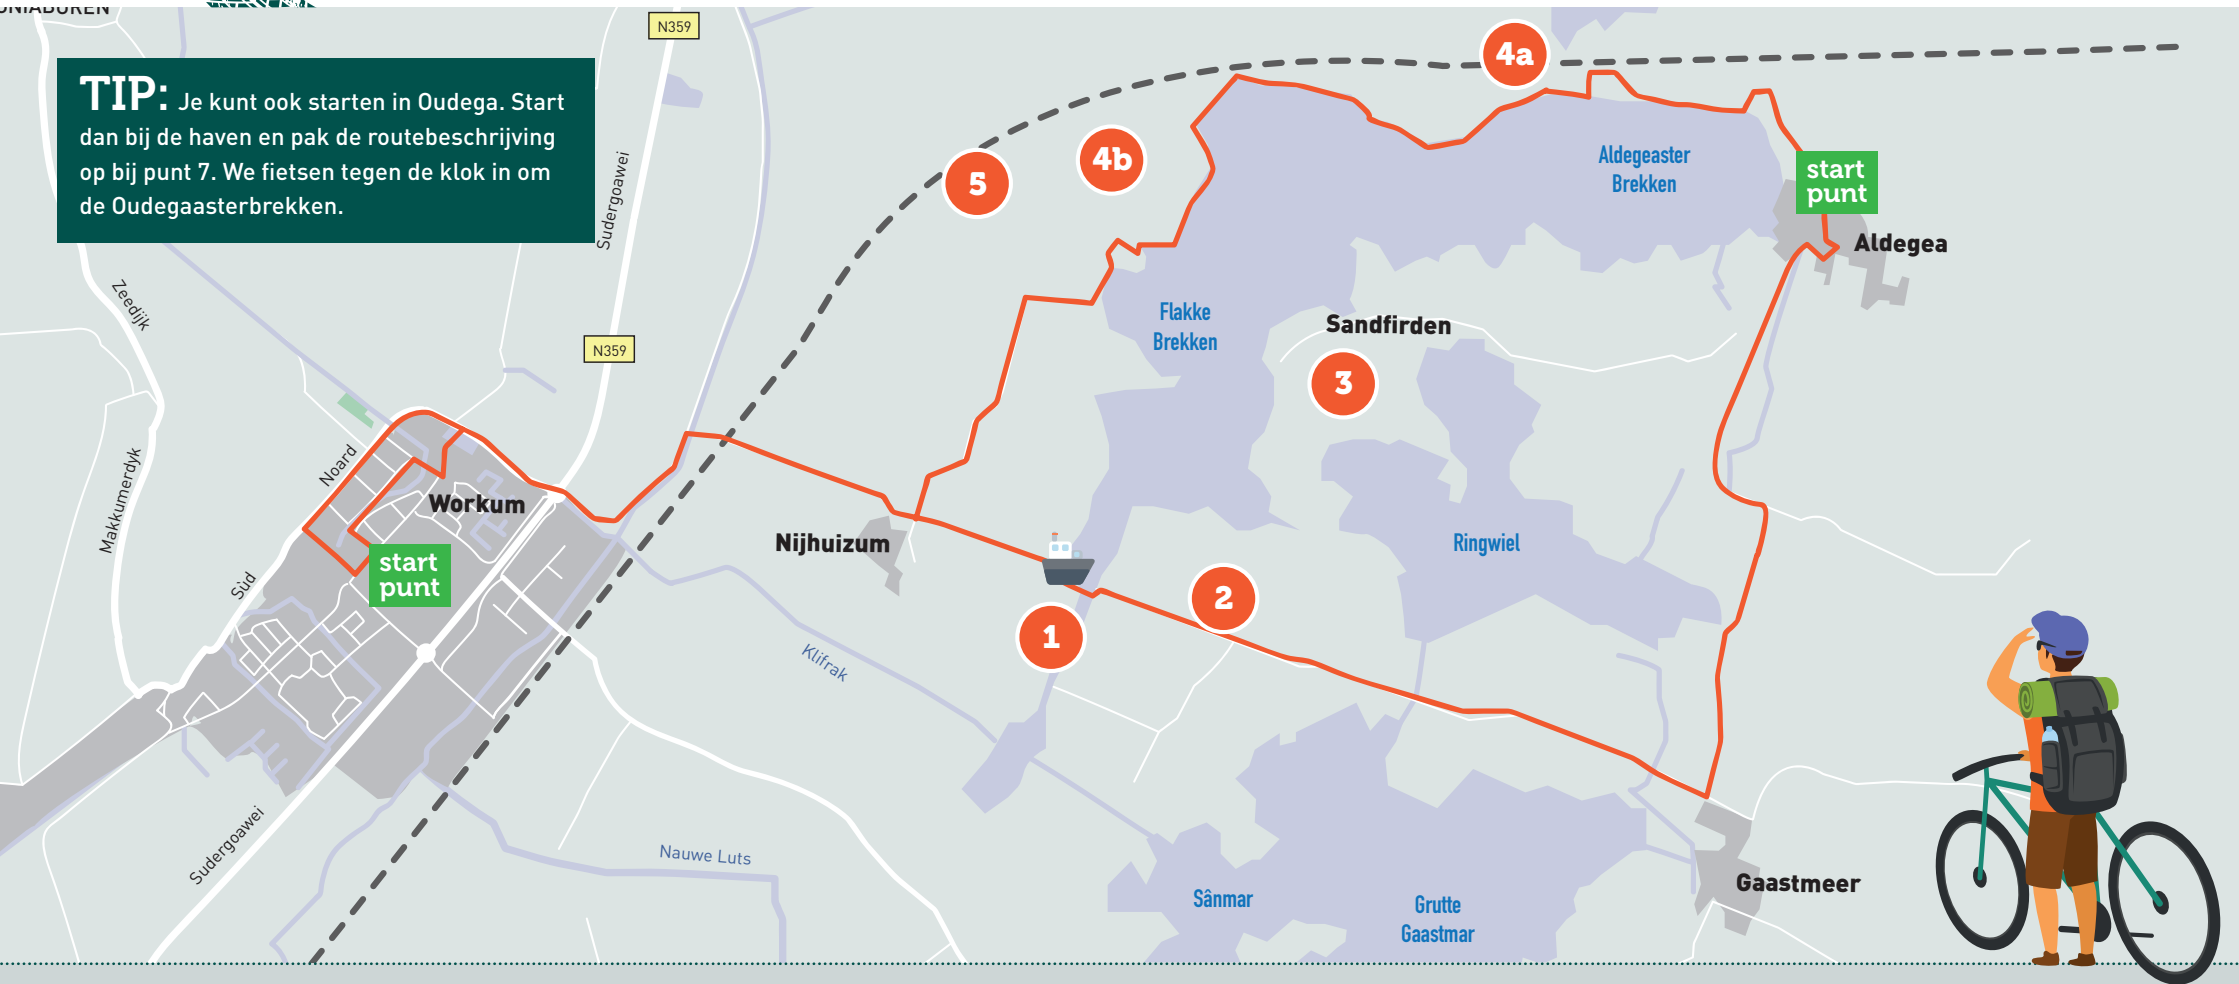 N359
TIP: Je kunt ook starten in Oudega. Start
dan bij de haven en pak de routebeschrijving
op bij punt 7. We fietsen tegen de klok in om
de Oudegaasterbrekken.
4a
4b
5
Aldegeaster
Brekken
start
punt
Aldegea
Sudergoawei
Zeedijk
N359
Flakke
Brekken
Sandfirden
3
Noard
Makkumerdyk
Workum
Nijhuizum
Ringwiel
start
punt
Sùd
2
1
Klifrak
Sudergoawei
Nauwe Luts
Sânmar
Grutte
Gaastmar
Gaastmeer